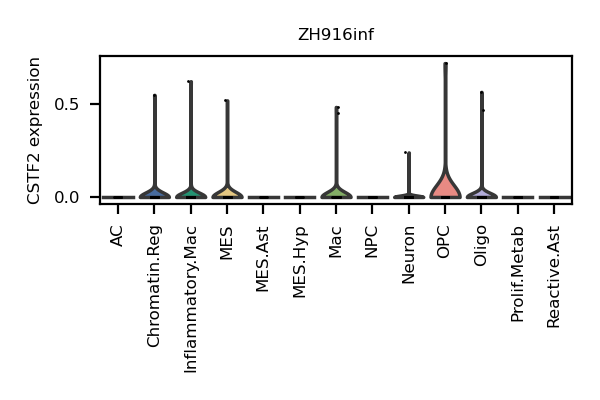 ZH916inf
CSTF2 expression
0.5
0.0
AC
Chromatin.Reg
Inflammatory.Mac
MES
MES.Ast
MES.Hyp
Mac
NPC
Neuron
OPC
Oligo
Prolif.Metab
Reactive.Ast